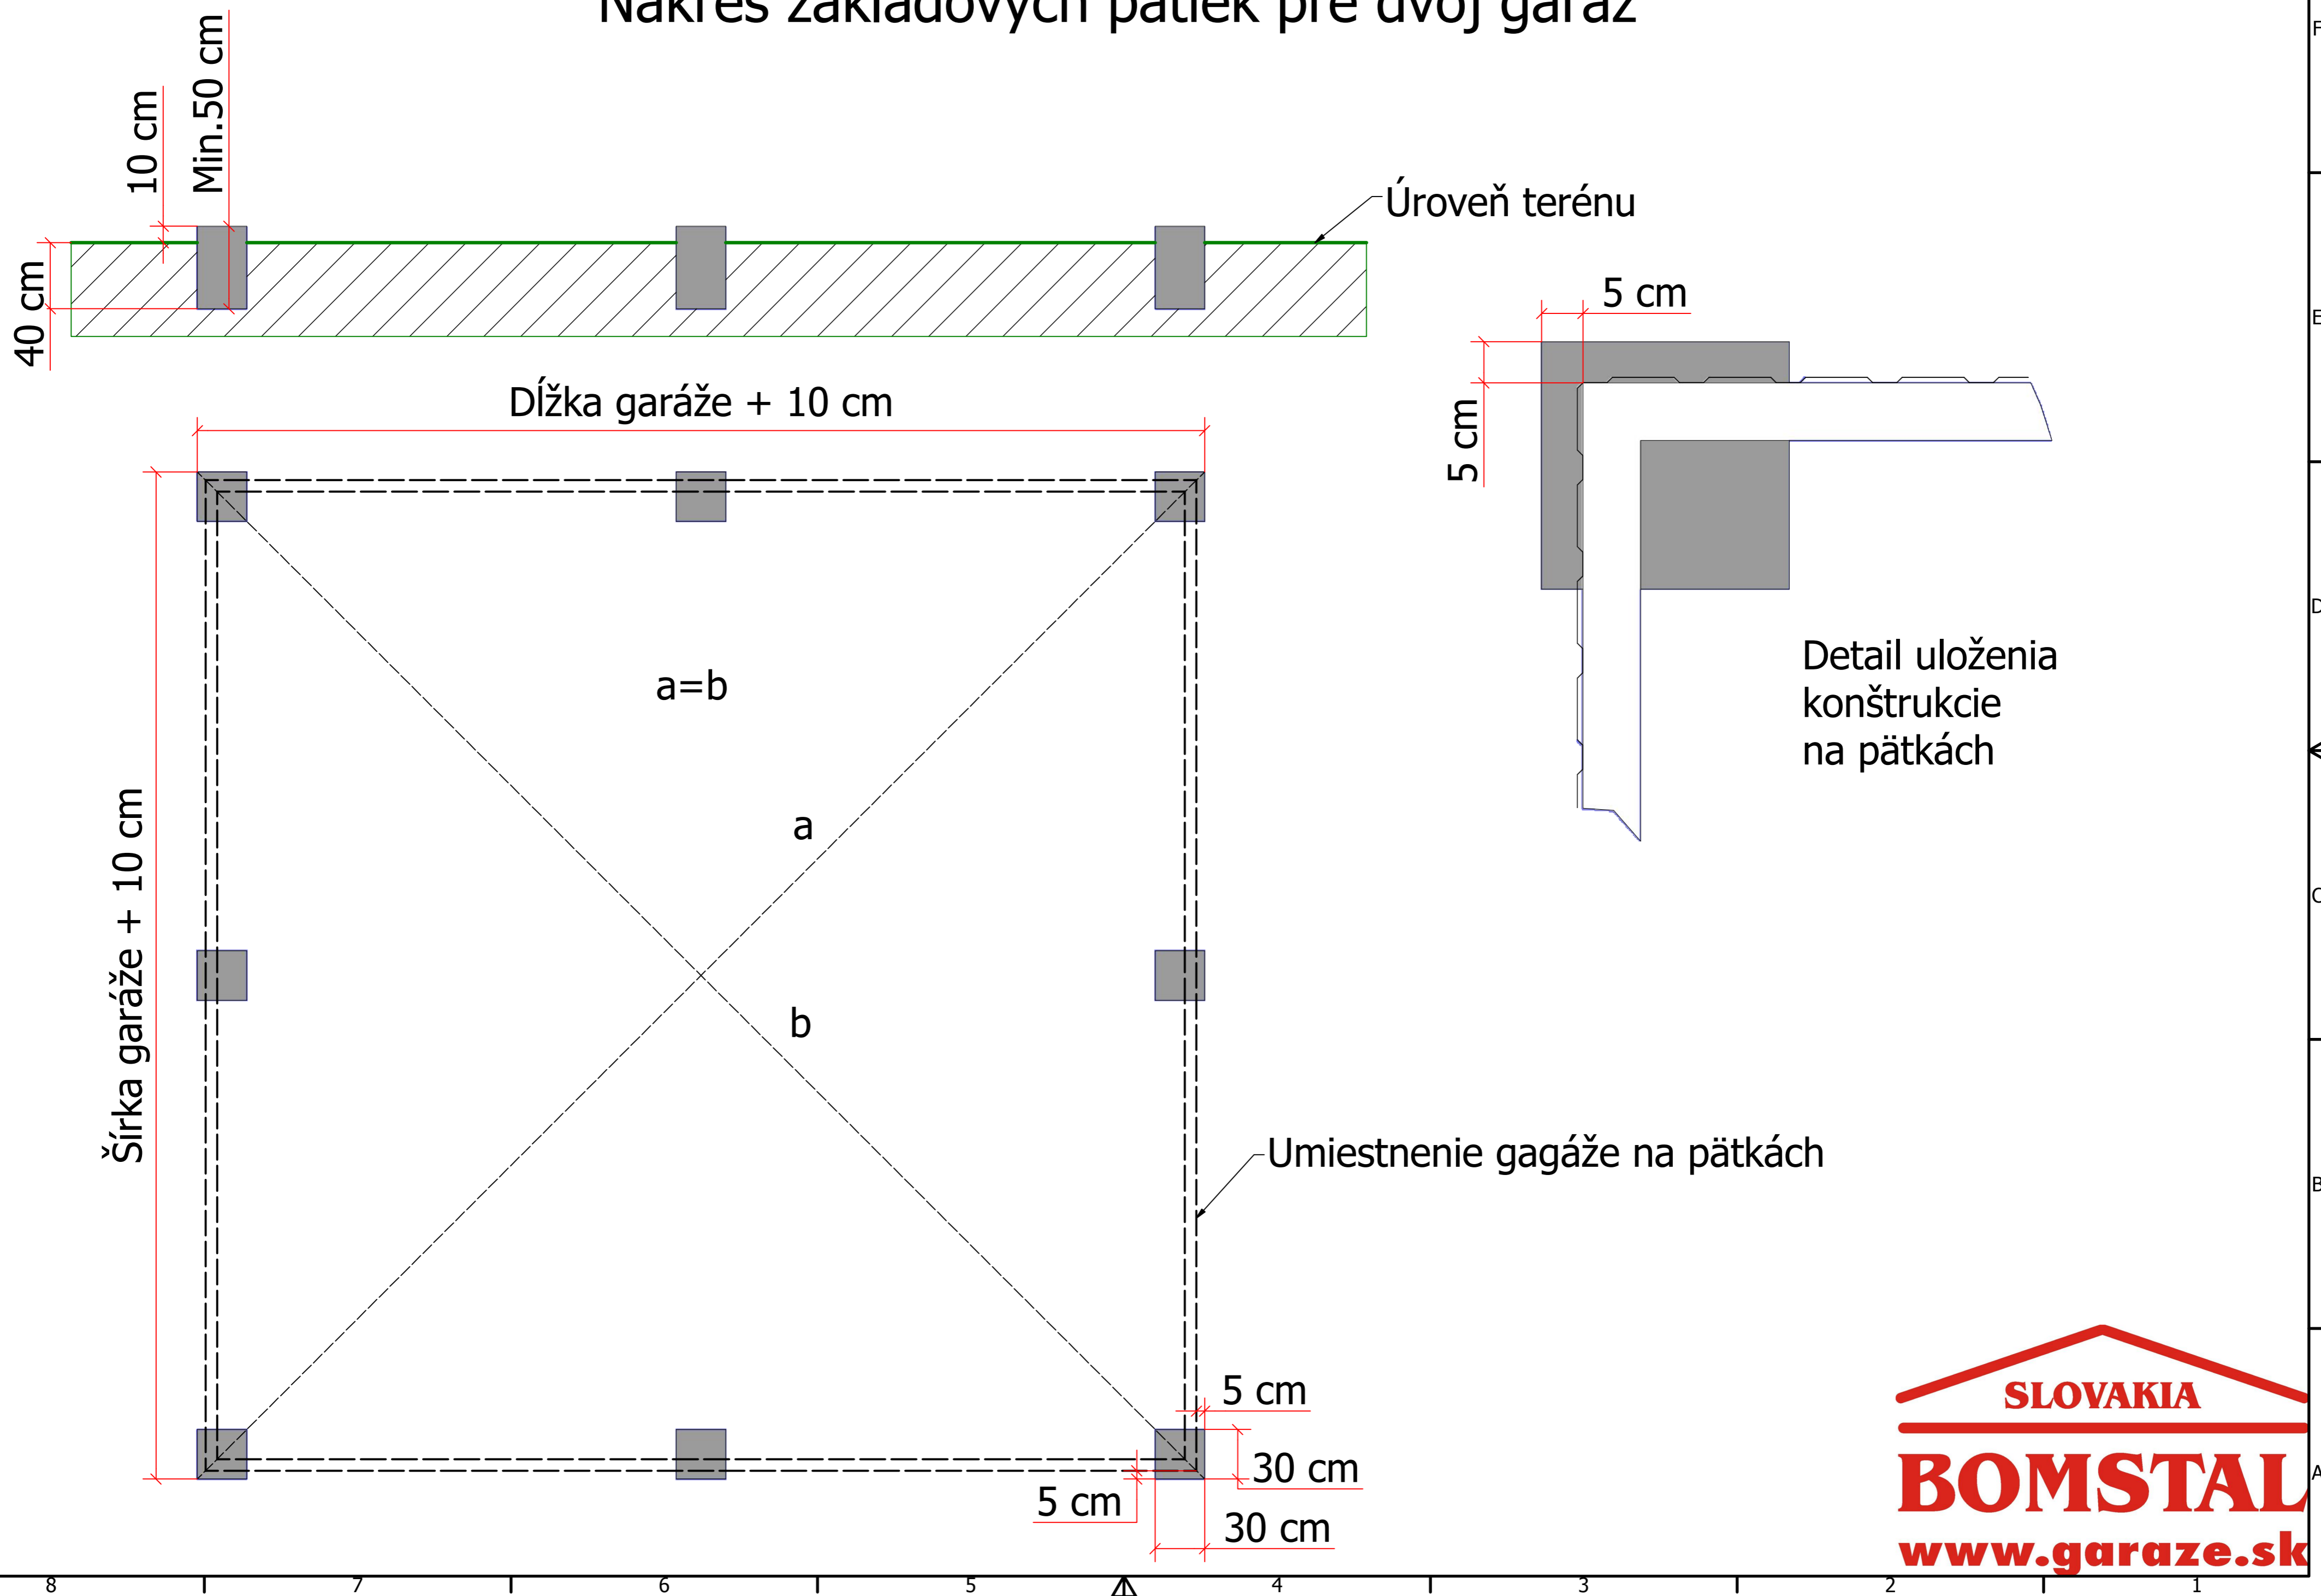 Nákres základových pätiek pre dvoj garáž
F
10 cm
Min.50 cm
Úroveň terénu
40 cm
5 cm
E
Dĺžka garáže + 10 cm
5 cm
D
Detail uloženia
konštrukcie
na pätkách
a=b
a
Šírka garáže + 10 cm
C
b
Umiestnenie gagáže na pätkách
B
5 cm
SLOVAKIA
30 cm
BOMSTAL
A
5 cm
30 cm
www.garaze.sk
8 7 6 5 4 3 2 1